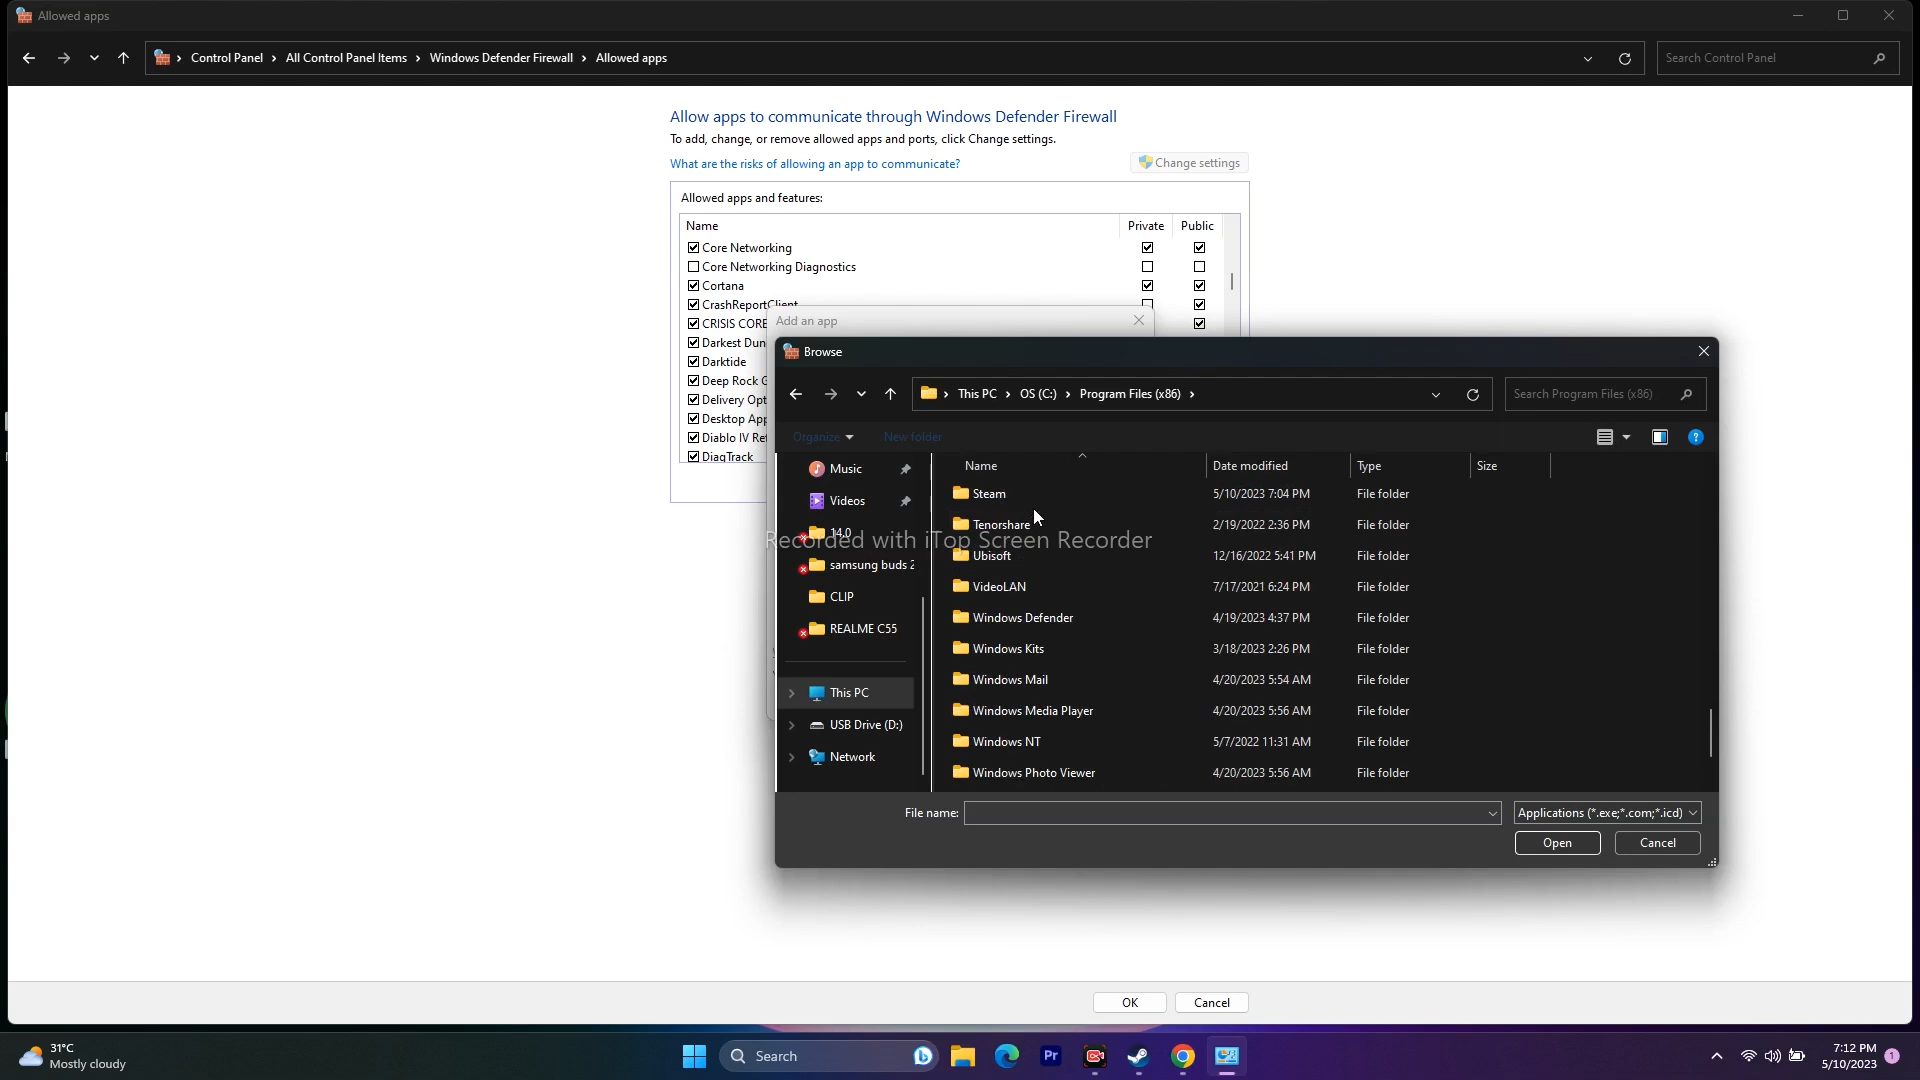 Allowed apps
Control Panel > All Control Panel Items > Windows Defender Firewall > Allowed apps
Search Control Panel
Allow apps to communicate through Windows Defender Firewall
To add, change, or remove allowed apps and ports, click Change settings.
What are the risks of allowing an app to communicate?
Change settings
Allowed apps and features:
Name Private Public
Core Networking
Core Networking Diagnostics
Cortana
CrashReportClient
CRISIS CORE
Darkest Dun
Darktide
Deep Rock G
Delivery Opt
Desktop App
Diablo IV Ret
DiagTrack
Add an app
Browse
This PC > OS (C:) > Program Files (x86) >
Search Program Files (x86)
Organize New folder
Music
Videos
14.0
samsung buds 2
CLIP
REALME C55
This PC
USB Drive (D:)
Network
Name Date modified Type Size
Steam 5/10/2023 7:04 PM File folder
Tenorshare 2/19/2022 2:36 PM File folder
Ubisoft 12/16/2022 5:41 PM File folder
VideoLAN 7/17/2021 6:24 PM File folder
Windows Defender 4/19/2023 4:37 PM File folder
Windows Kits 3/18/2023 2:26 PM File folder
Windows Mail 4/20/2023 5:54 AM File folder
Windows Media Player 4/20/2023 5:56 AM File folder
Windows NT 5/7/2022 11:31 AM File folder
Windows Photo Viewer 4/20/2023 5:56 AM File folder
Recorded with iTop Screen Recorder
File name: Applications (*.exe;*.com;*.icd)
Open Cancel
OK Cancel
31°C
Mostly cloudy
Search
Pr
7:12 PM
5/10/2023
1